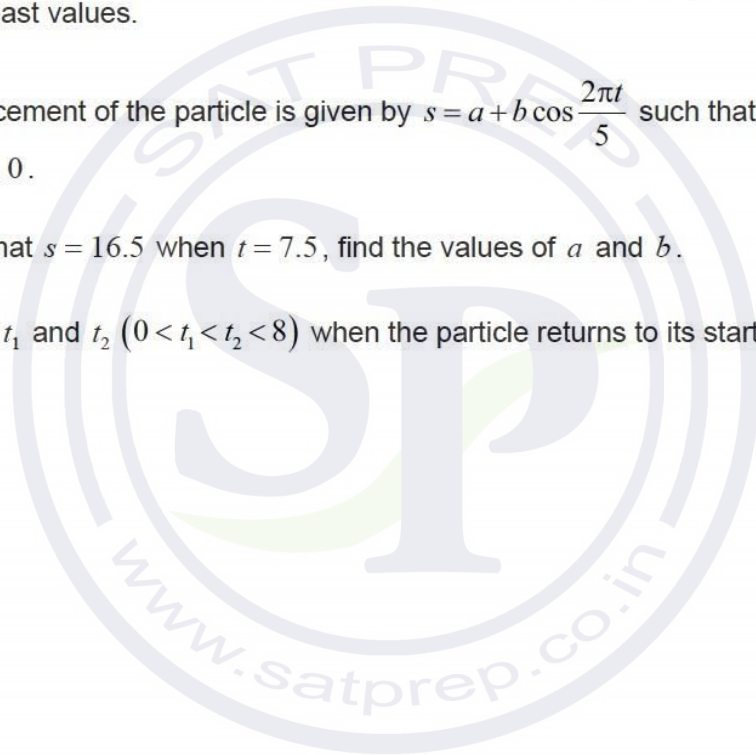 ast values.
cement of the particle is given by s = a + b cos 2πt/5 such that
0.
hat s = 16.5 when t = 7.5, find the values of a and b.
t₁ and t₂ (0 < t₁ < t₂ < 8) when the particle returns to its start
SAT PREP
SP
www.satprep.co.in